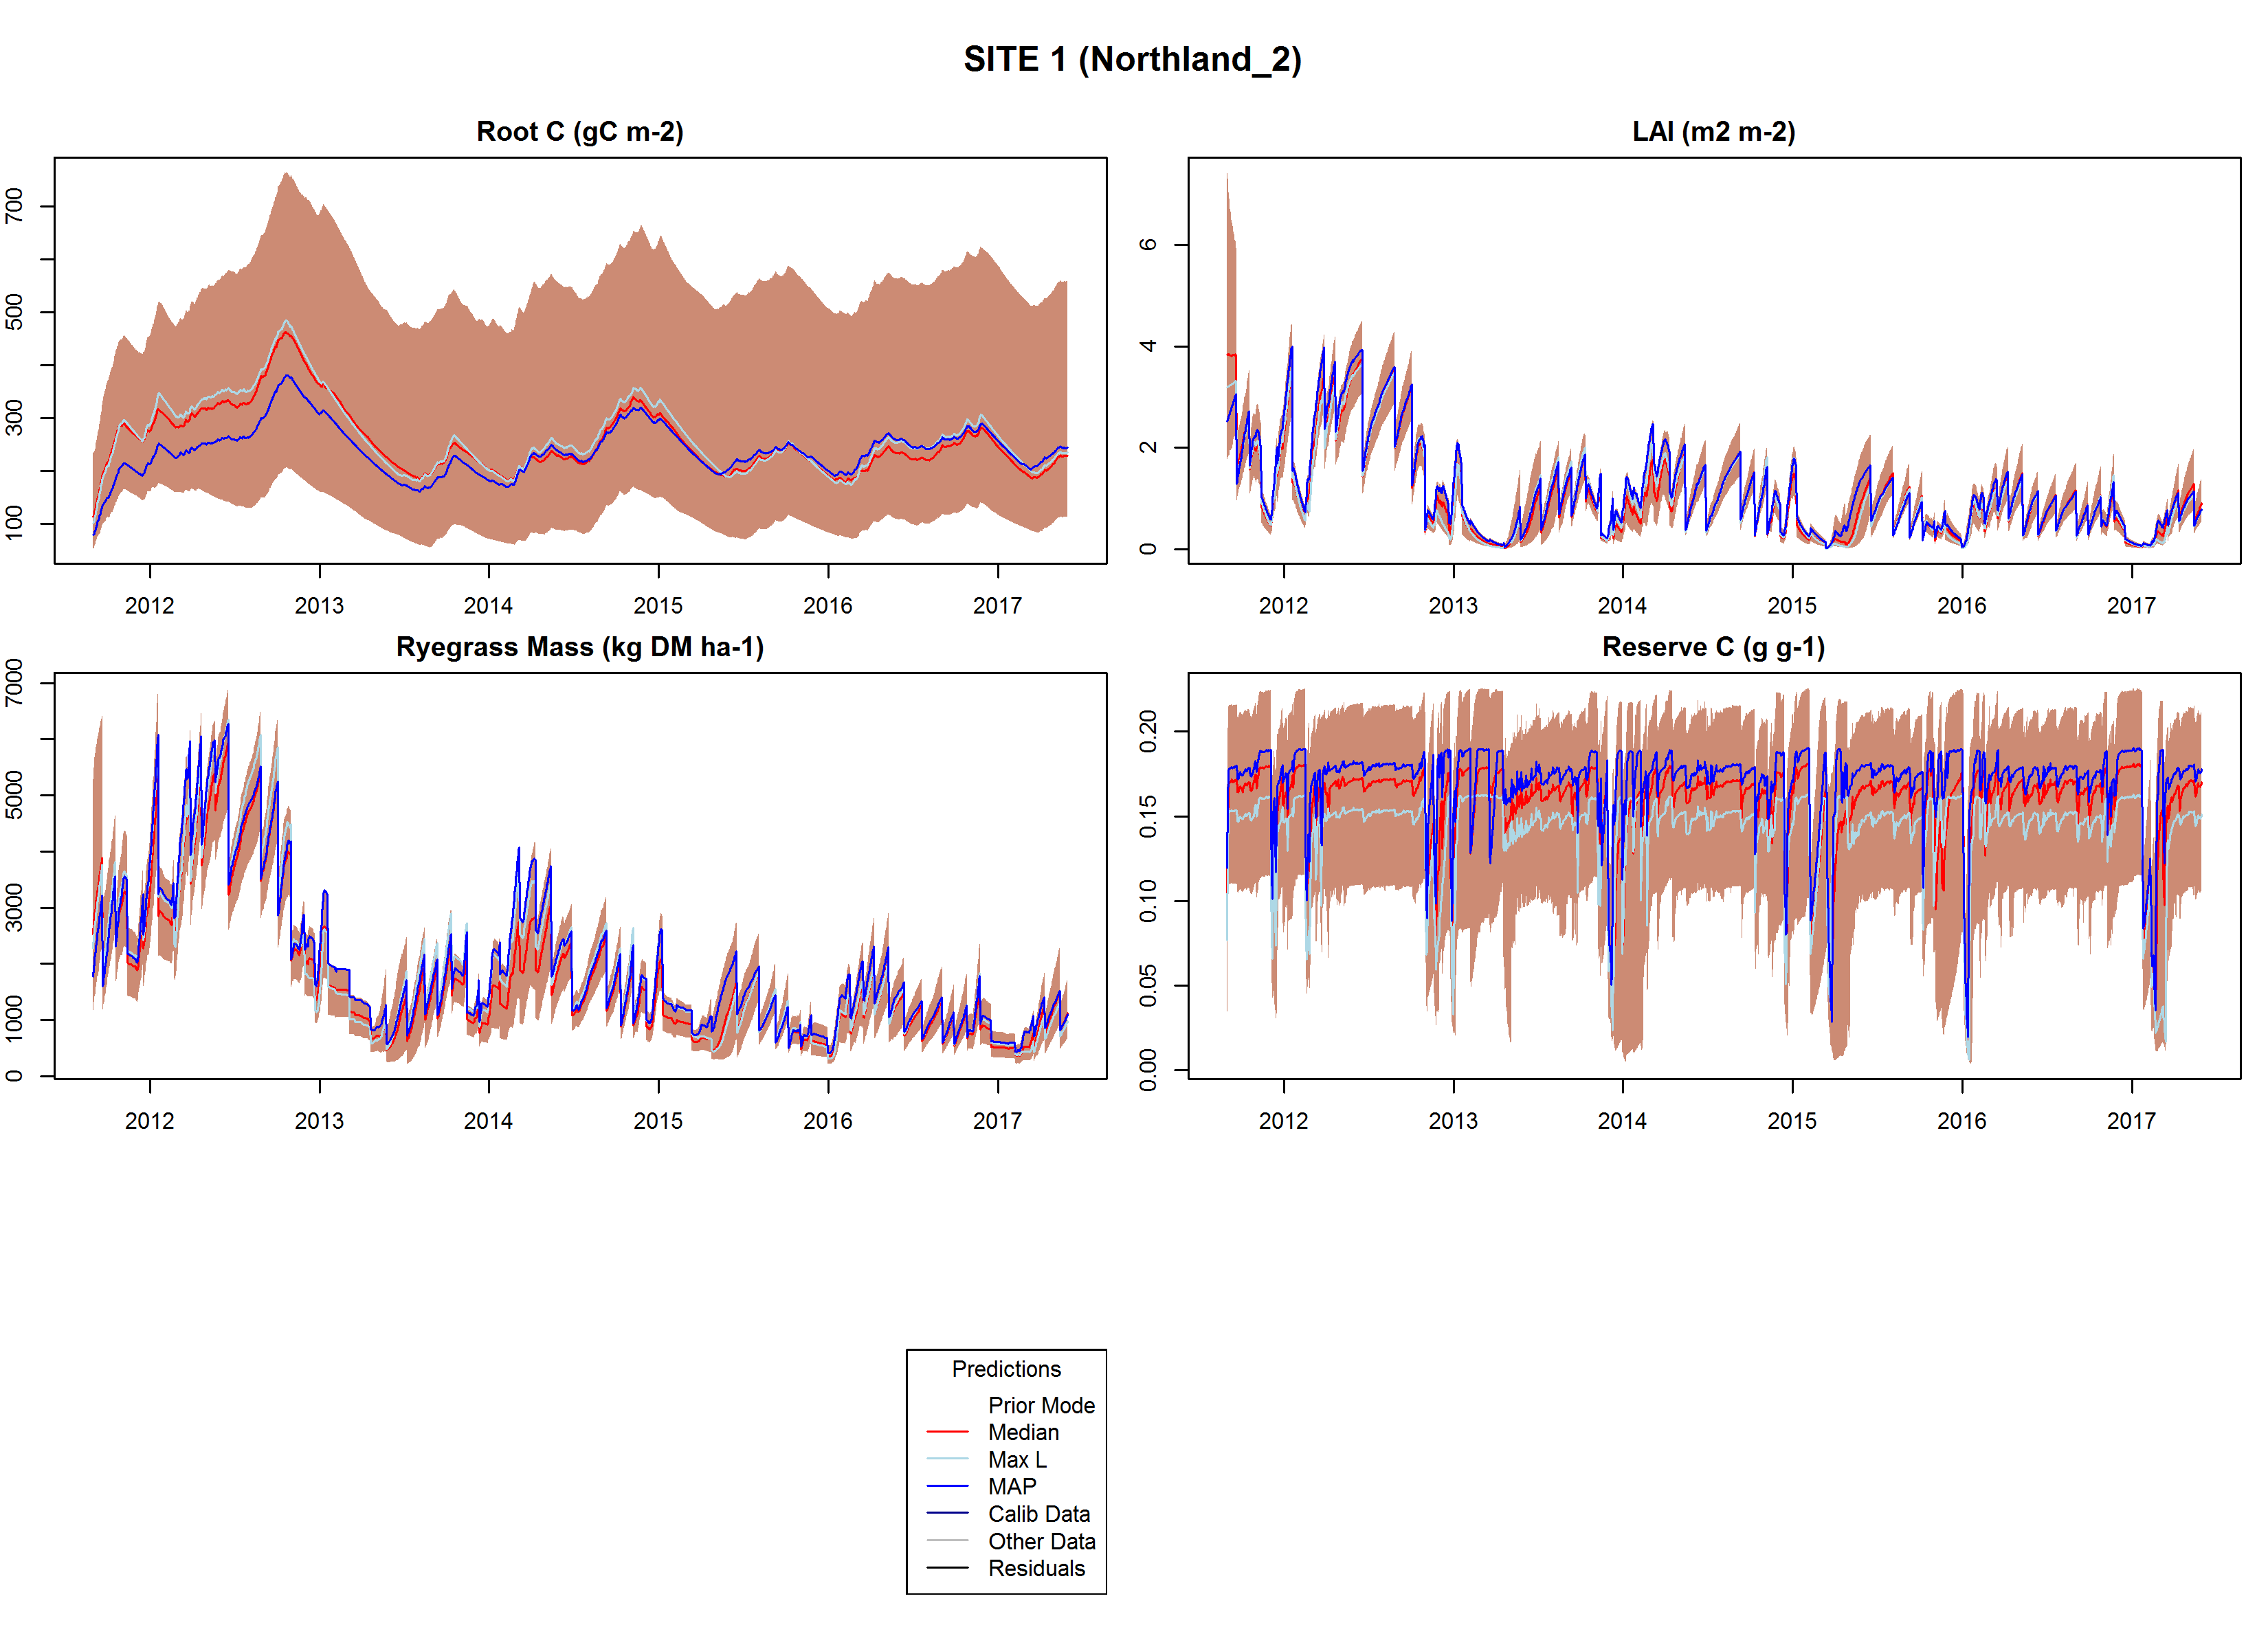 SITE 1 (Northland_2)
Root C (gC m-2)
100 300 500 700
2012 2013 2014 2015 2016 2017
LAI (m2 m-2)
0 2 4 6
2012 2013 2014 2015 2016 2017
Ryegrass Mass (kg DM ha-1)
0 1000 3000 5000 7000
2012 2013 2014 2015 2016 2017
Reserve C (g g-1)
0.00 0.05 0.10 0.15 0.20
2012 2013 2014 2015 2016 2017
Predictions
Prior Mode
Median
Max L
MAP
Calib Data
Other Data
Residuals